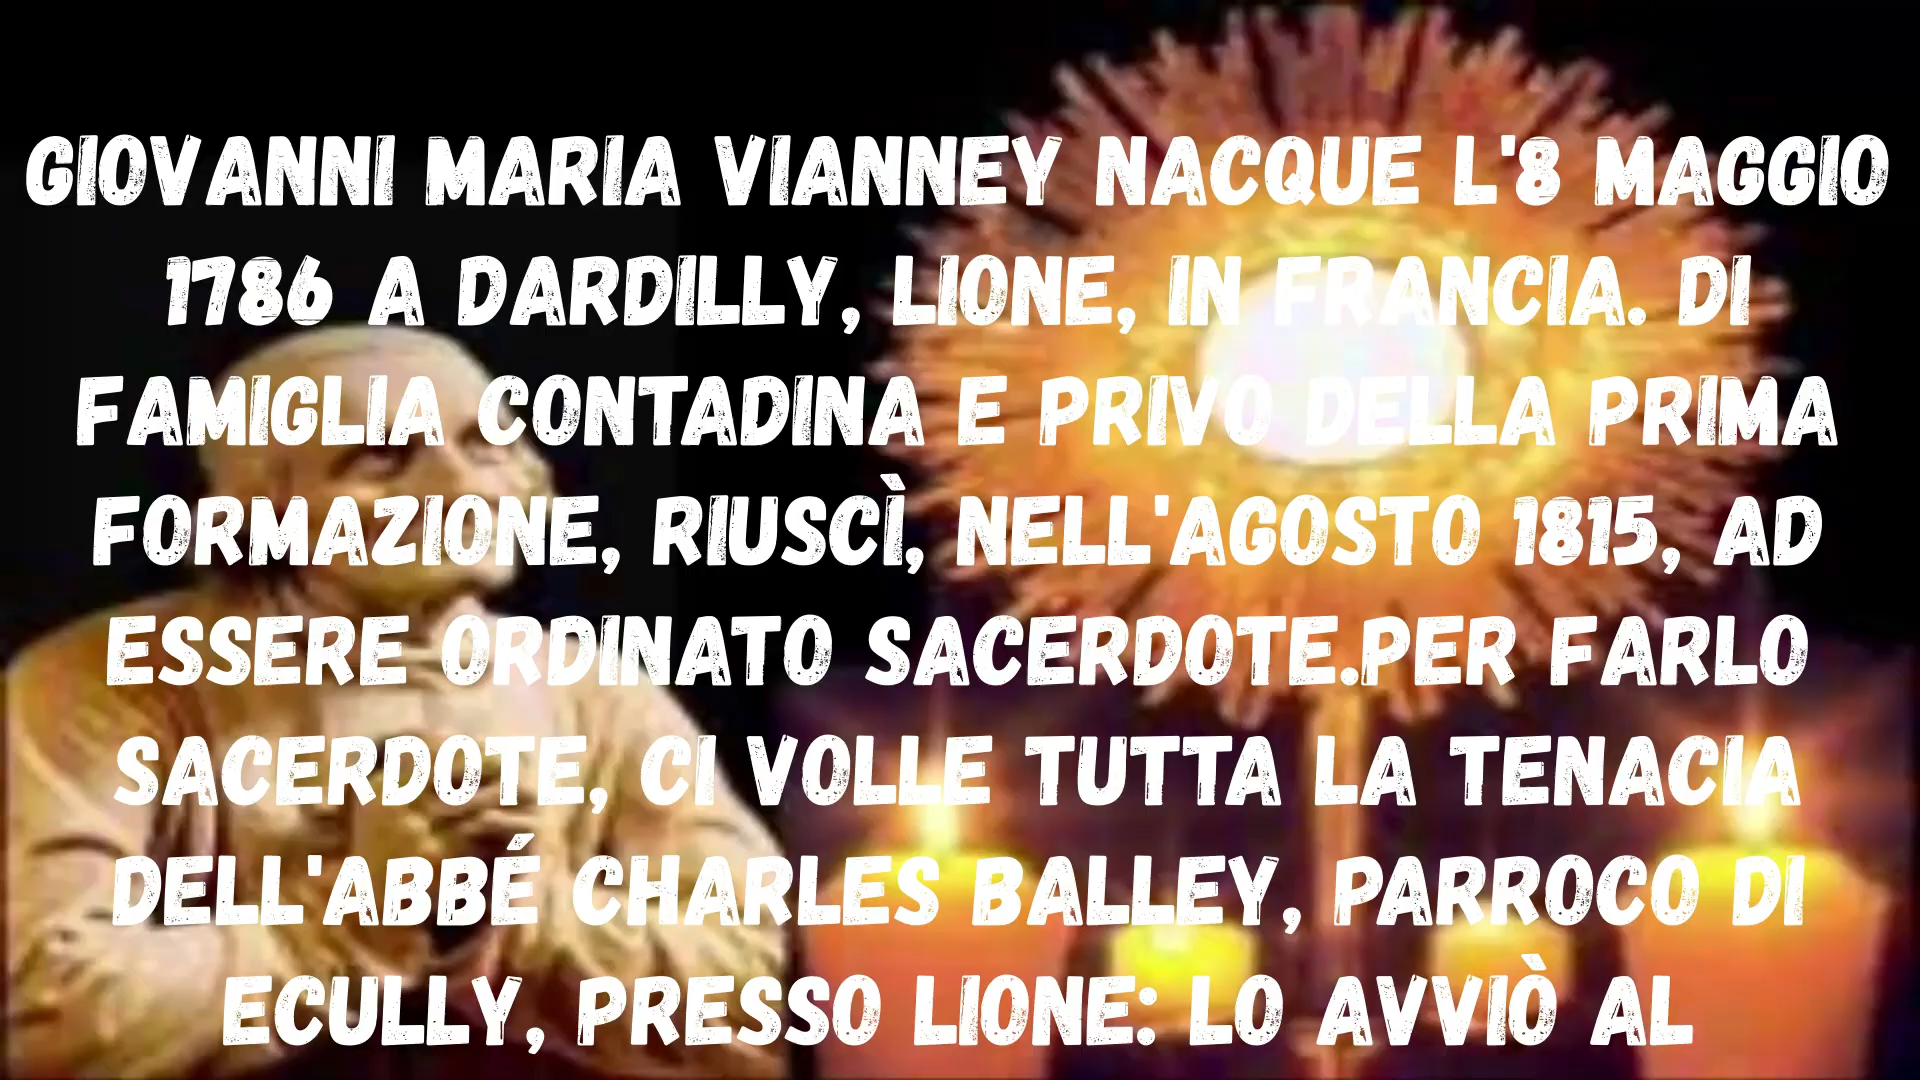 GIOVANNI MARIA VIANNEY NACQUE L'8 MAGGIO
1786 A DARDILLY, LIONE, IN FRANCIA. DI
FAMIGLIA CONTADINA E PRIVO DELLA PRIMA
FORMAZIONE, RIUSCÌ, NELL'AGOSTO 1815, AD
ESSERE ORDINATO SACERDOTE.PER FARLO
SACERDOTE, CI VOLLE TUTTA LA TENACIA
DELL'ABBÉ CHARLES BALLEY, PARROCO DI
ECULLY, PRESSO LIONE: LO AVVIÒ AL